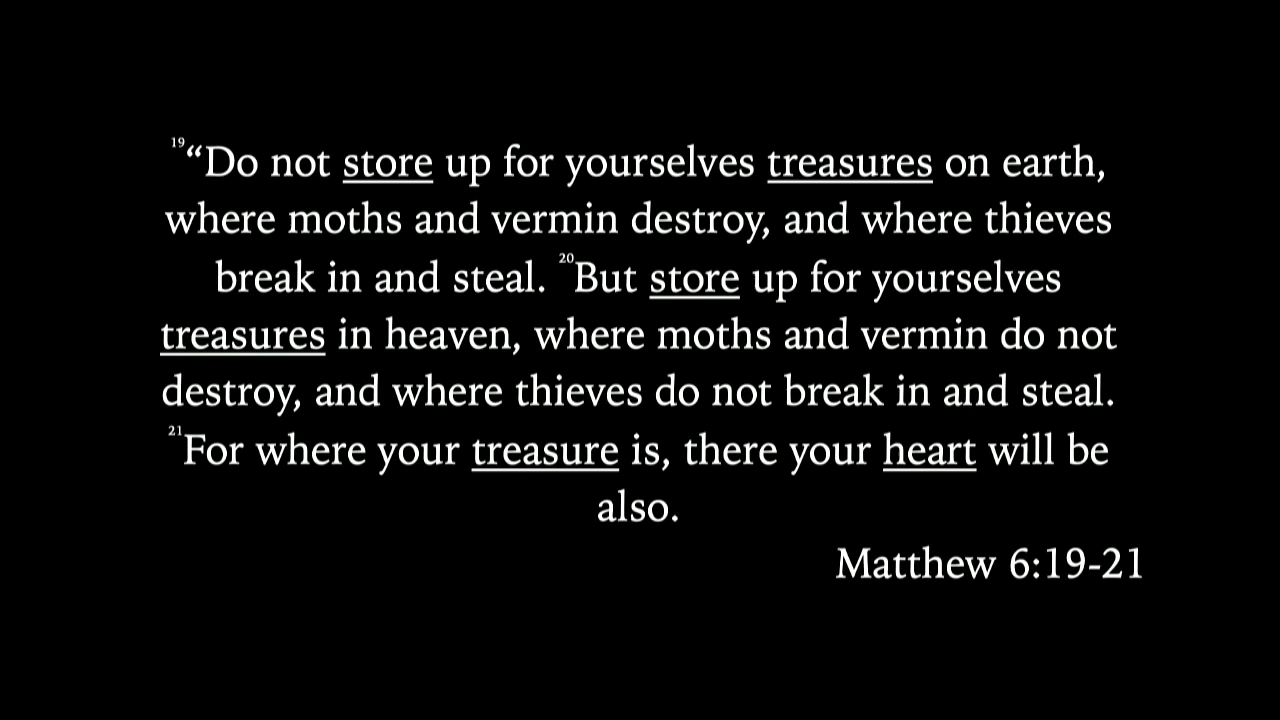 19“Do not store up for yourselves treasures on earth,
where moths and vermin destroy, and where thieves
break in and steal. 20But store up for yourselves
treasures in heaven, where moths and vermin do not
destroy, and where thieves do not break in and steal.
21For where your treasure is, there your heart will be
also.
Matthew 6:19-21